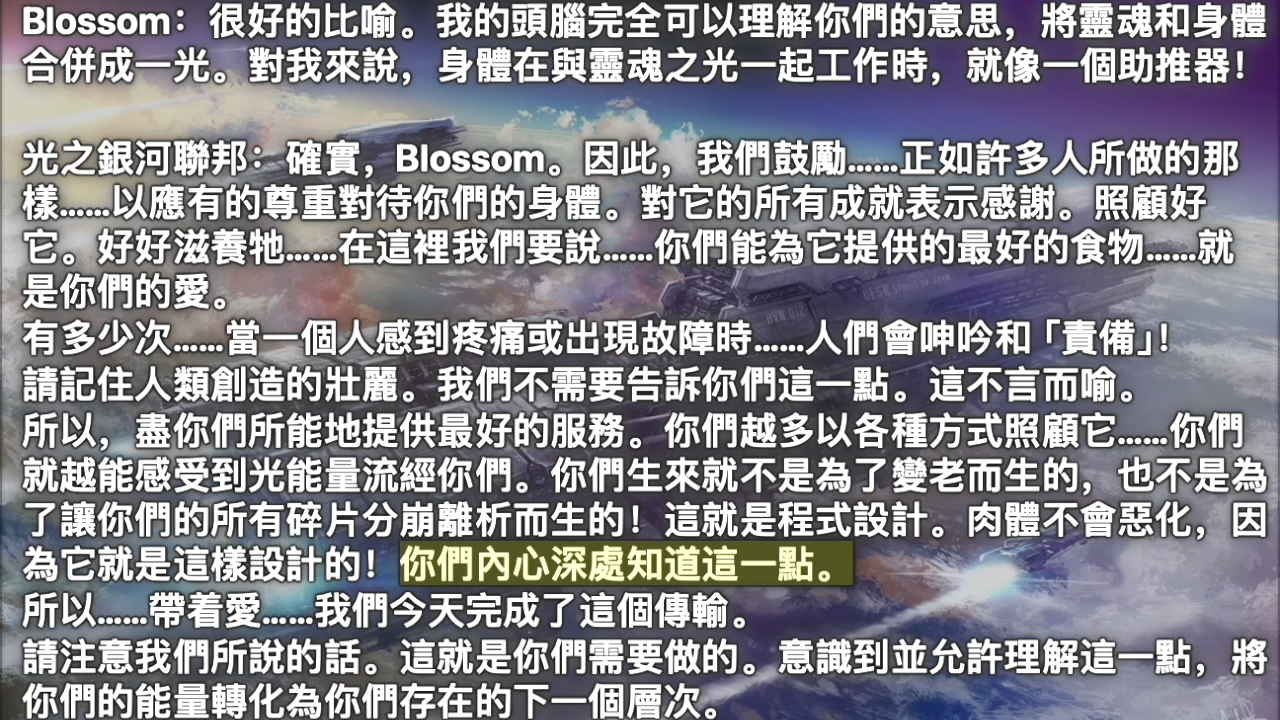 Blossom：很好的比喻。我的頭腦完全可以理解你們的意思，將靈魂和身體
合併成一光。對我來說，身體在與靈魂之光一起工作時，就像一個助推器！
光之銀河聯邦：確實，Blossom。因此，我們鼓勵……正如許多人所做的那
樣……以應有的尊重對待你們的身體。對它的所有成就表示感謝。照顧好
它。好好滋養牠……在這裡我們要說……你們能為它提供的最好的食物……就
是你們的愛。
有多少次……當一個人感到疼痛或出現故障時……人們會呻吟和「責備」！
請記住人類創造的壯麗。我們不需要告訴你們這一點。這不言而喻。
所以，盡你們所能地提供最好的服務。你們越多以各種方式照顧它……你們
就越能感受到光能量流經你們。你們生來就不是為了變老而生的，也不是為
了讓你們的所有碎片分崩離析而生的！這就是程式設計。肉體不會惡化，因
為它就是這樣設計的！你們內心深處知道這一點。
所以……帶着愛……我們今天完成了這個傳輸。
請注意我們所說的話。這就是你們需要做的。意識到並允許理解這一點，將
你們的能量轉化為你們存在的下一個層次。
RVN 012